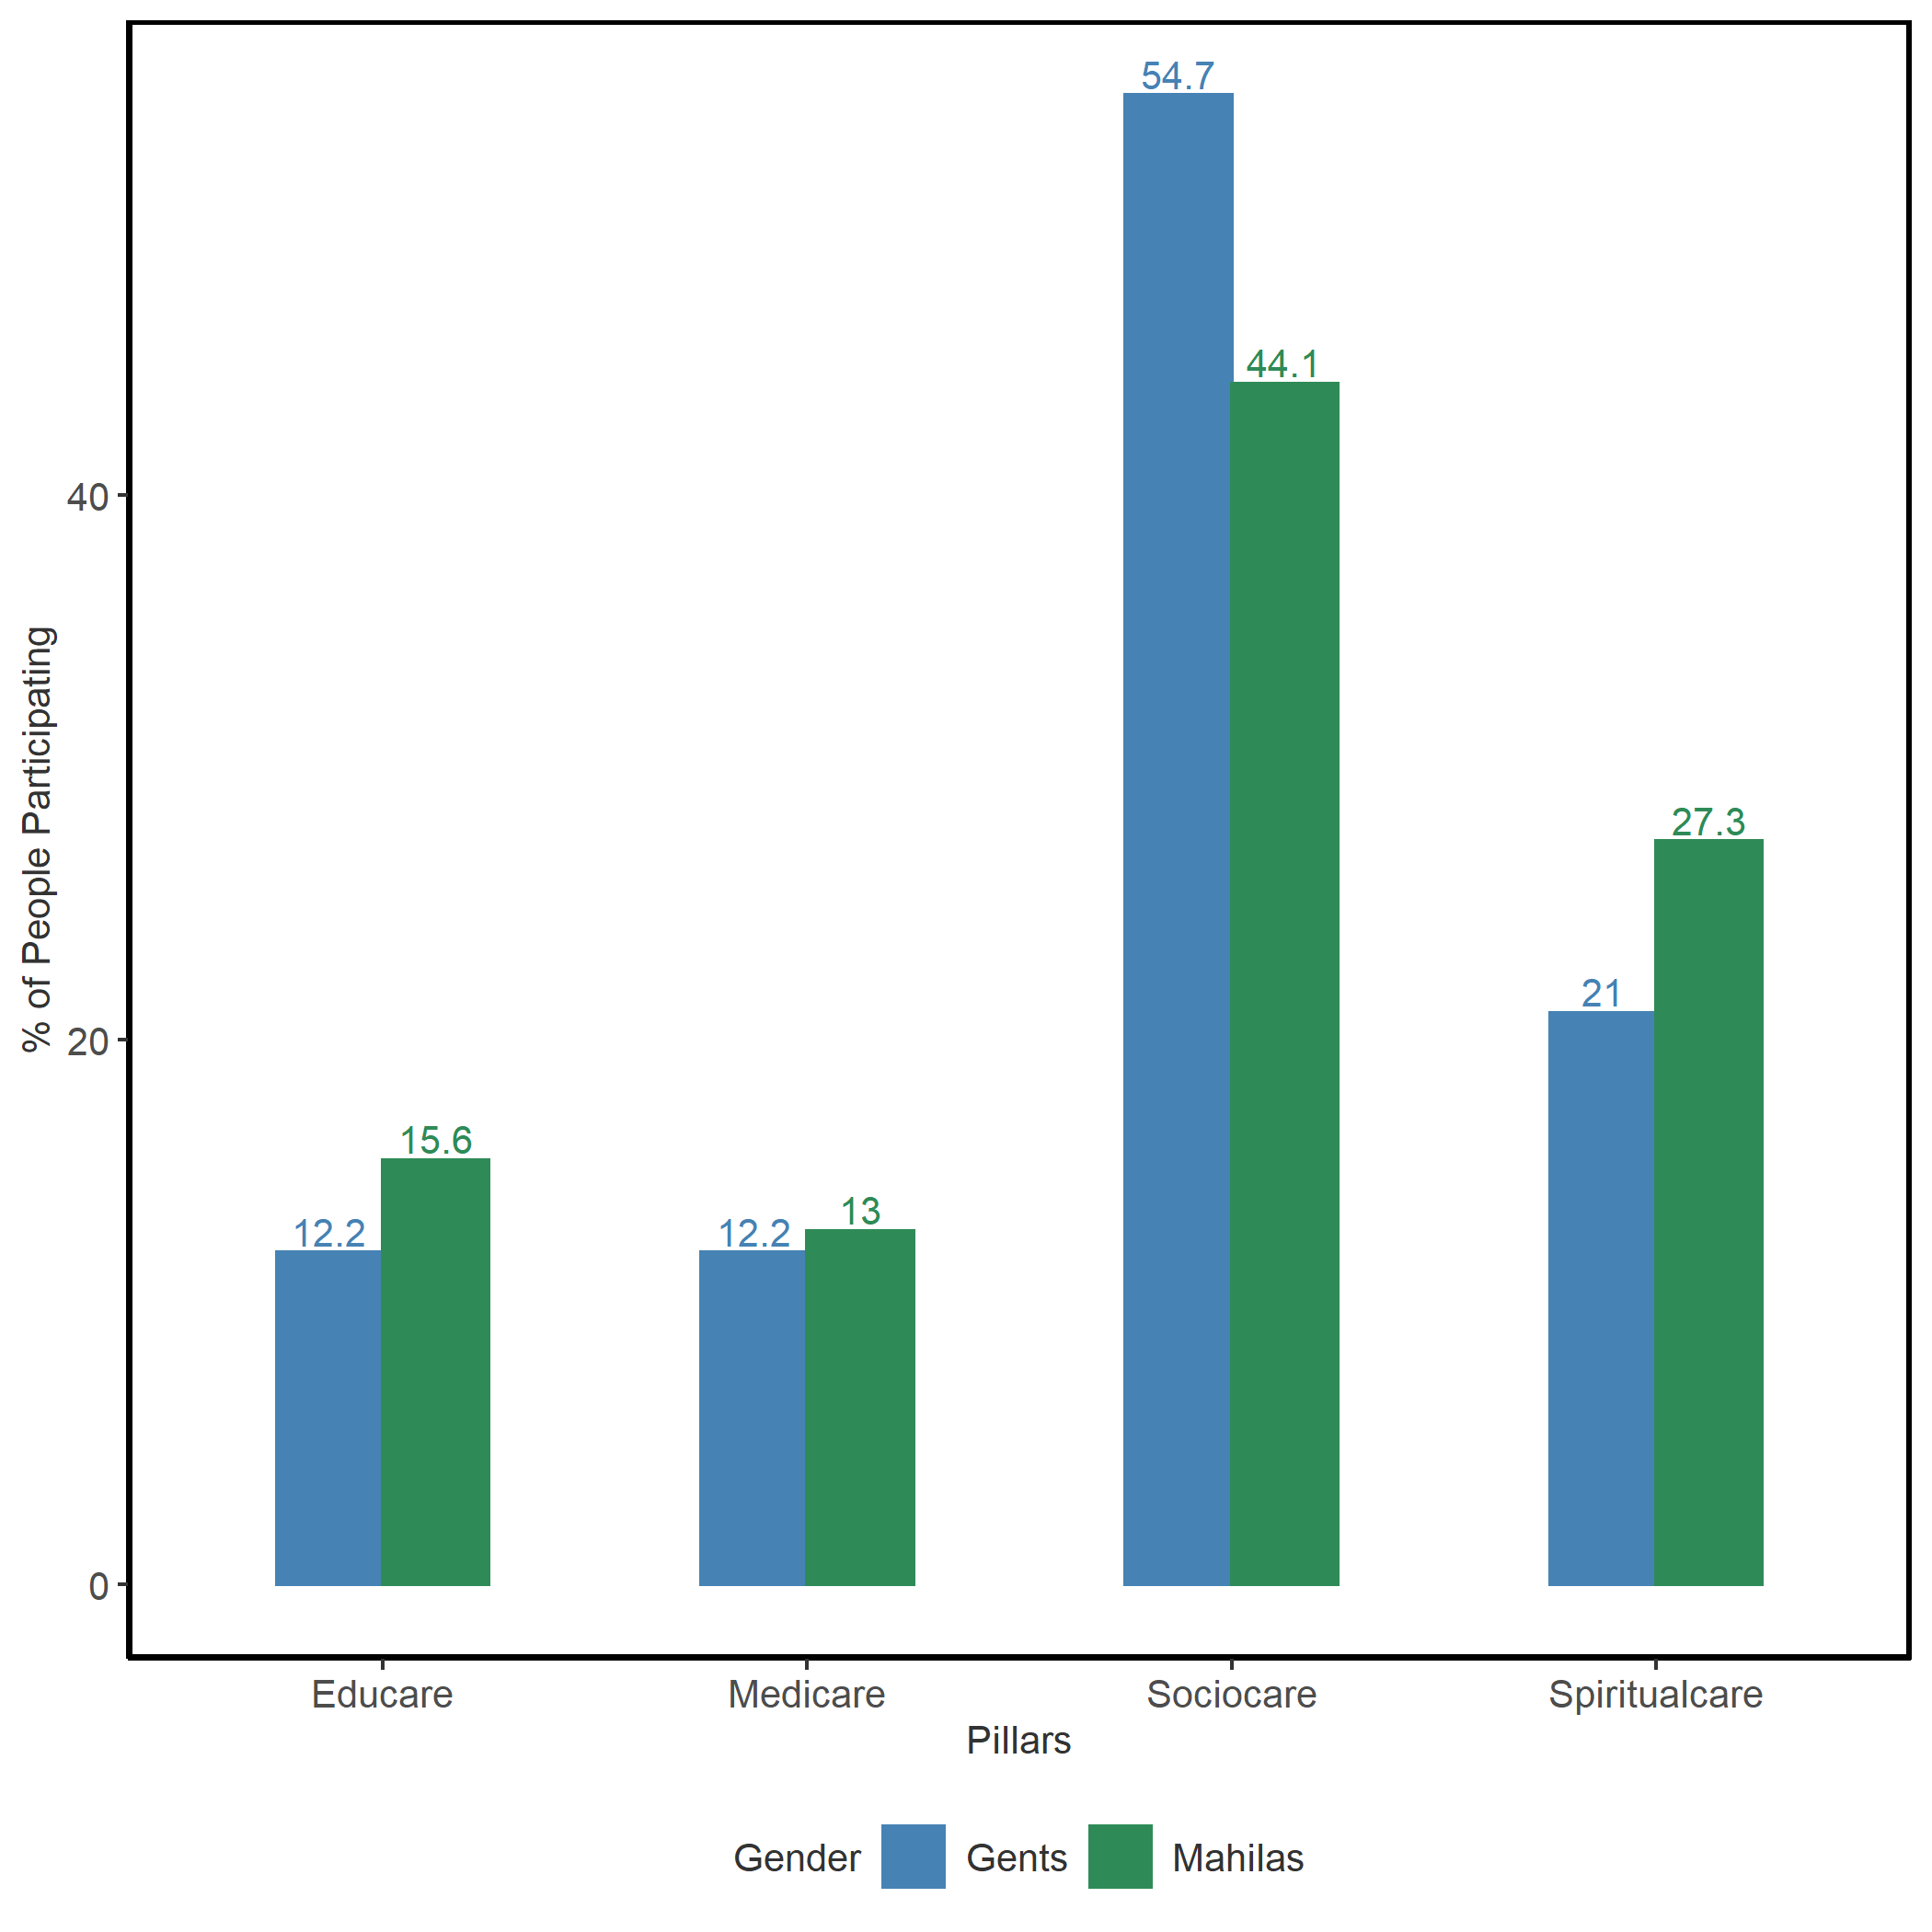 54.7
44.1
40
% of People Participating
27.3
21
20
15.6
12.2
12.2
13
0
Educare Medicare Sociocare Spiritualcare
Pillars
Gender Gents Mahilas